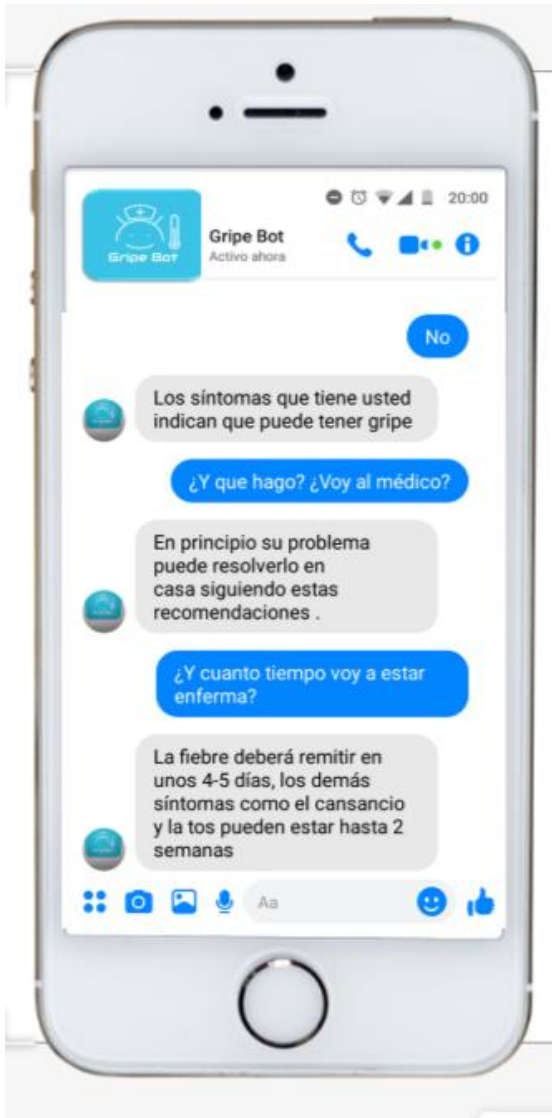 20:00
Gripe Bot
Gripe Bot
Activo ahora
No
Los síntomas que tiene usted
indican que puede tener gripe
¿Y que hago? ¿Voy al médico?
En principio su problema
puede resolverlo en
casa siguiendo estas
recomendaciones .
¿Y cuanto tiempo voy a estar
enferma?
La fiebre deberá remitir en
unos 4-5 días, los demás
síntomas como el cansancio
y la tos pueden estar hasta 2
semanas
Aa